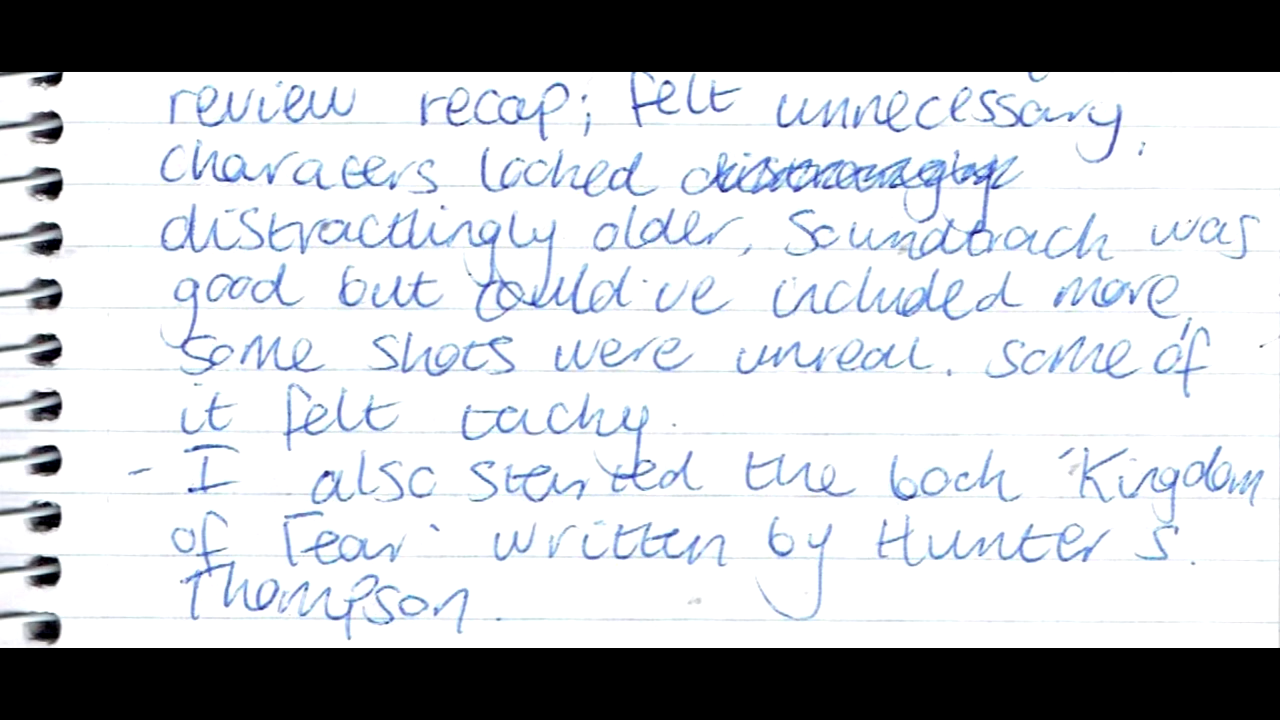 review recap; felt unnecessary,
characers looked
distractingly older, Soundtrack was
good but could've included more,
some shots were unreal. some of
it felt tacky.
- I also started the book 'Kingdom
of Fear' written by Hunter S.
Thompson.